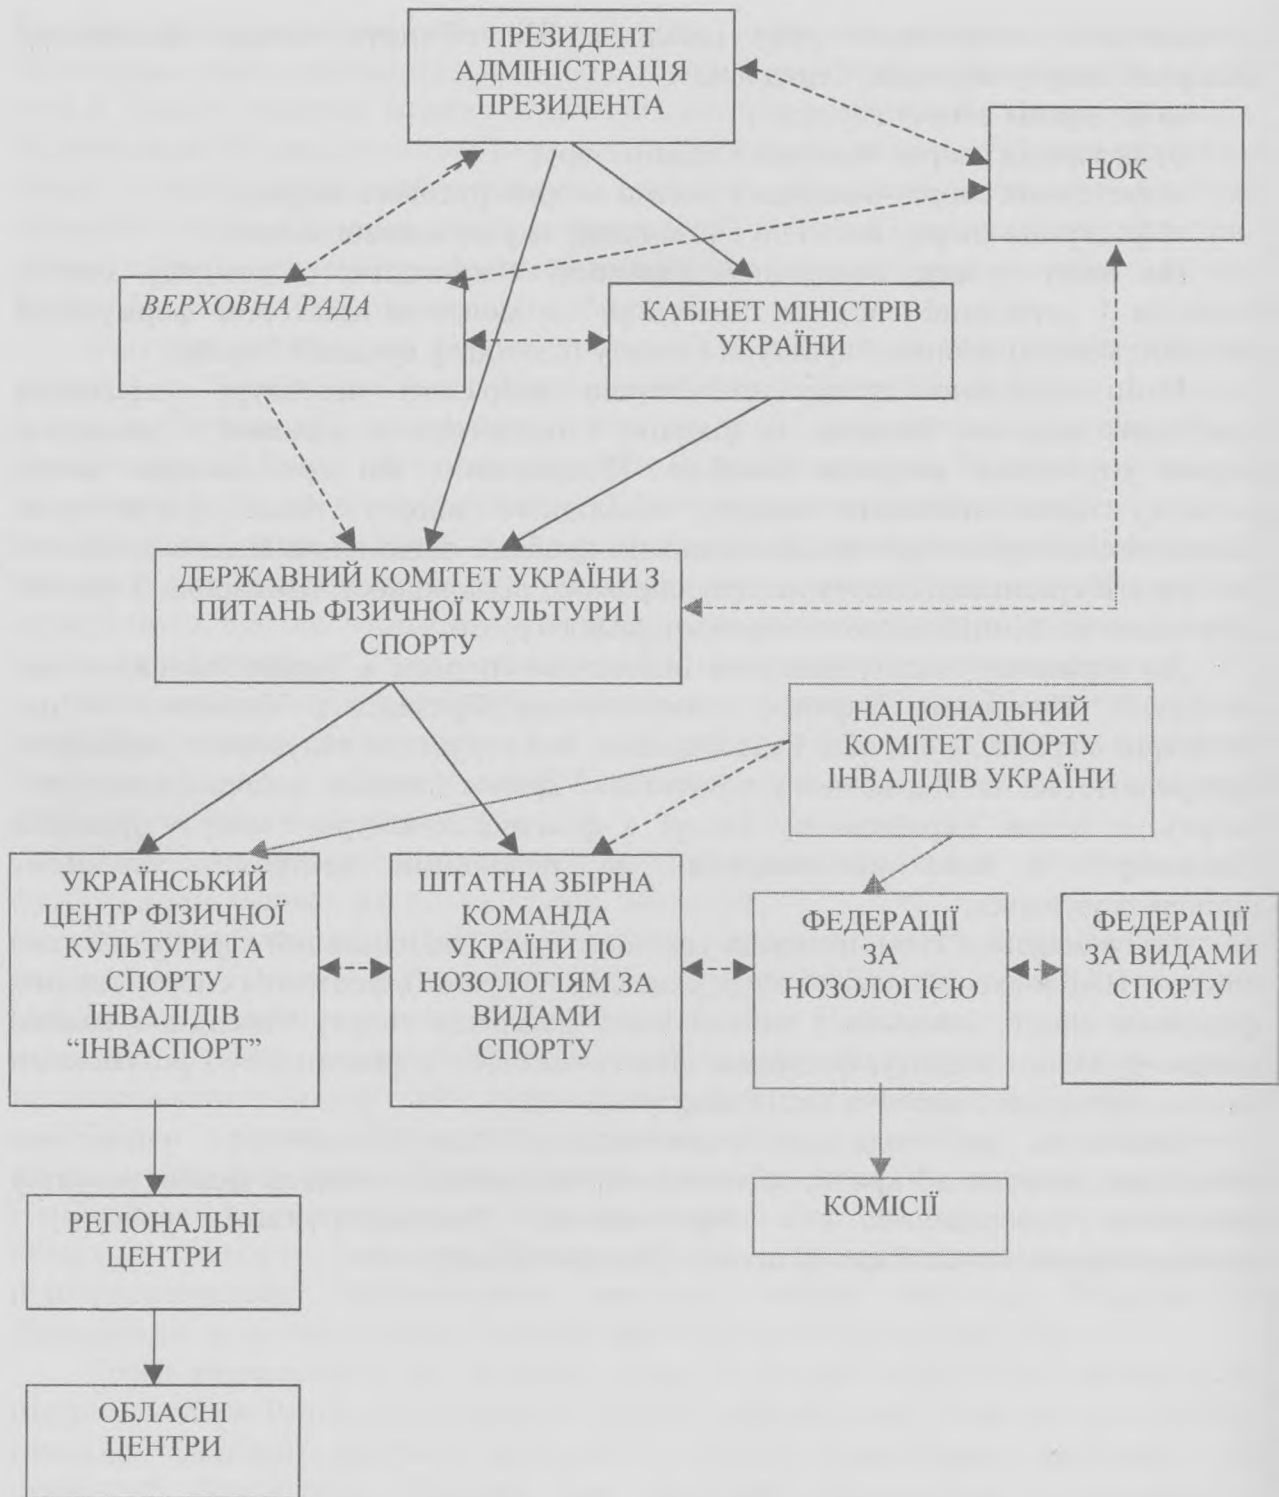 ПРЕЗИДЕНТ
АДМІНІСТРАЦІЯ
ПРЕЗИДЕНТА
НОК
ВЕРХОВНА РАДА
КАБІНЕТ МІНІСТРІВ
УКРАЇНИ
ДЕРЖАВНИЙ КОМІТЕТ УКРАЇНИ З
ПИТАНЬ ФІЗИЧНОЇ КУЛЬТУРИ І
СПОРТУ
НАЦІОНАЛЬНИЙ
КОМІТЕТ СПОРТУ
ІНВАЛІДІВ УКРАЇНИ
УКРАЇНСЬКИЙ
ЦЕНТР ФІЗИЧНОЇ
КУЛЬТУРИ ТА
СПОРТУ
ІНВАЛІДІВ
“ІНВАСПОРТ”
ШТАТНА ЗБІРНА
КОМАНДА
УКРАЇНИ ПО
НОЗОЛОГІЯМ ЗА
ВИДАМИ
СПОРТУ
ФЕДЕРАЦІЇ
ЗА
НОЗОЛОГІЄЮ
ФЕДЕРАЦІЇ
ЗА ВИДАМИ
СПОРТУ
РЕГІОНАЛЬНІ
ЦЕНТРИ
КОМІСІЇ
ОБЛАСНІ
ЦЕНТРИ